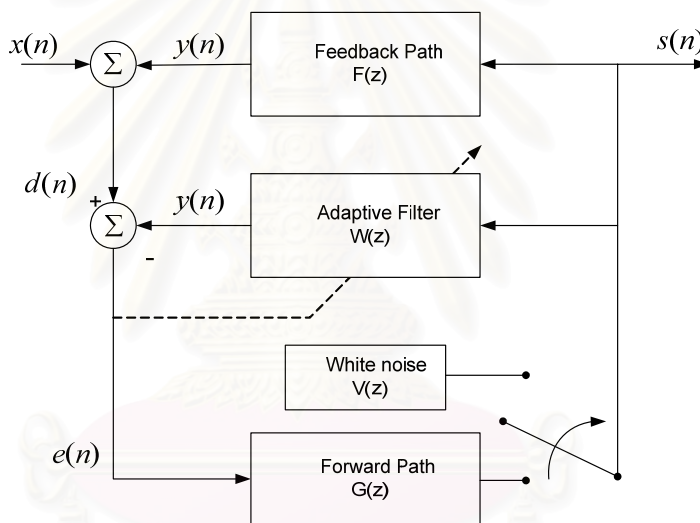 x(n)
y(n)
Feedback Path
F(z)
s(n)
Σ
d(n)
+
Σ
-
y(n)
Adaptive Filter
W(z)
White noise
V(z)
e(n)
Forward Path
G(z)